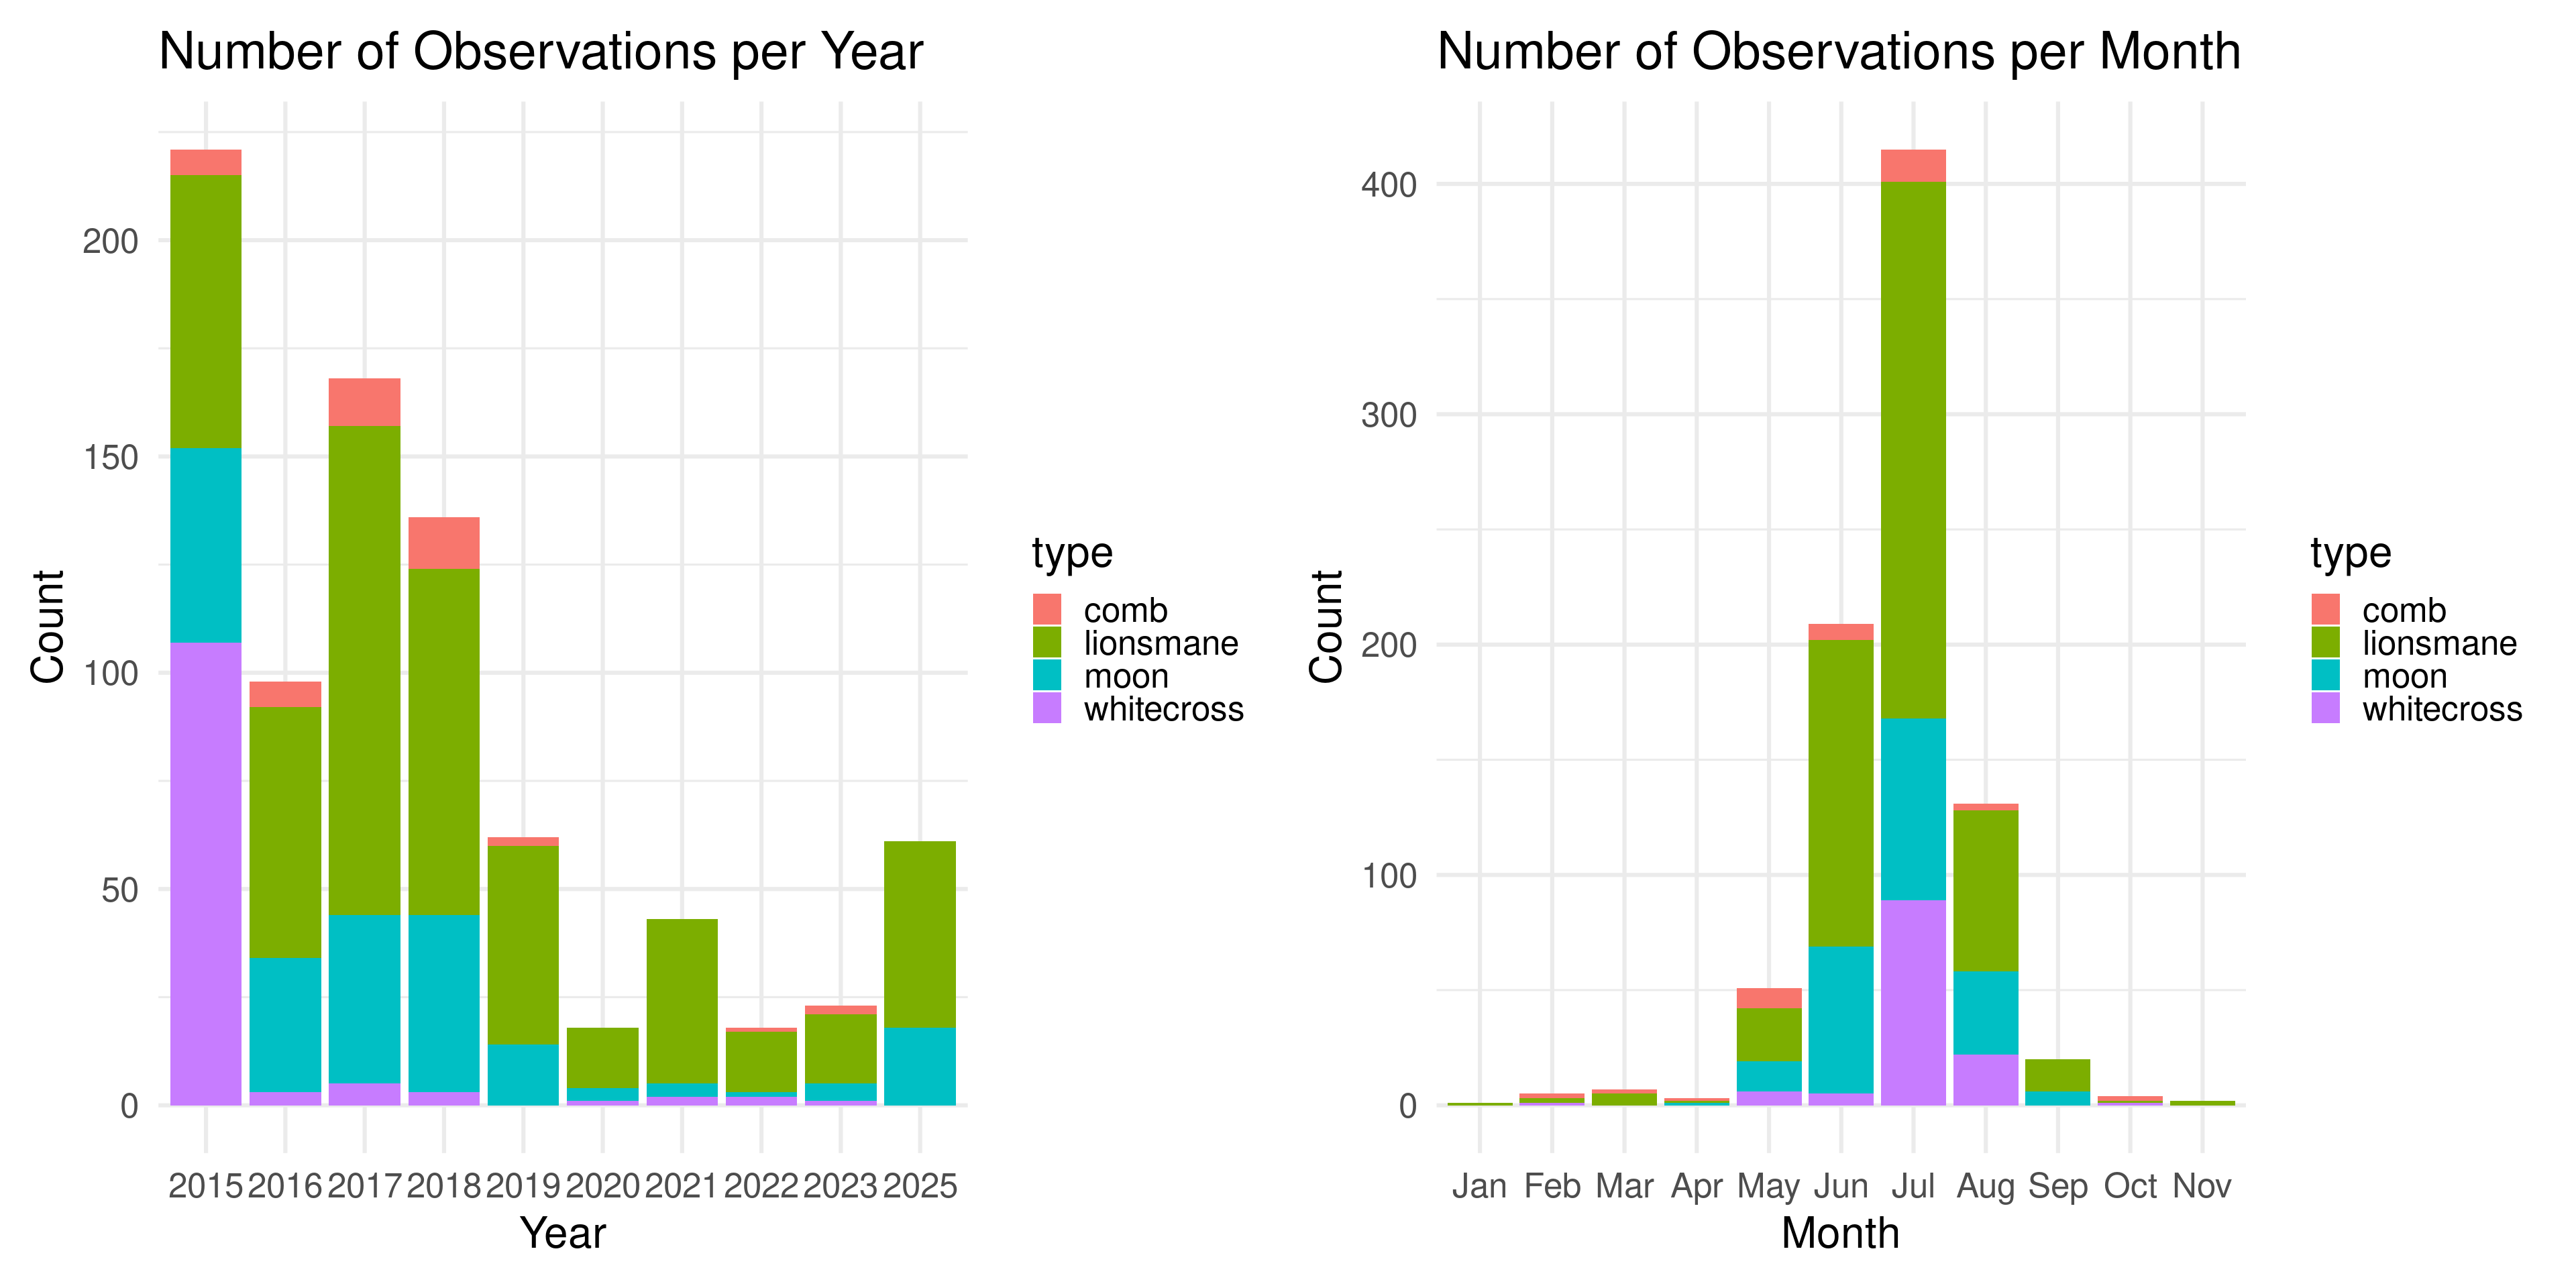 Number of Observations per Year
Count
200
150
100
50
0
2015 2016 2017 2018 2019 2020 2021 2022 2023 2025
Year
type
comb
lionsmane
moon
whitecross
Number of Observations per Month
Count
400
300
200
100
0
Jan Feb Mar Apr May Jun Jul Aug Sep Oct Nov
Month
type
comb
lionsmane
moon
whitecross